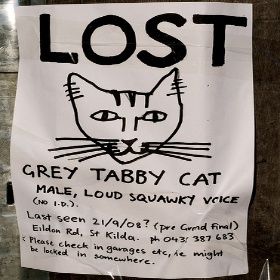 LOST
GREY TABBY CAT
MALE, LOUD SQUAWKY VOICE
(NO I.D.).
Last seen 21/9/08? (pre Grand final)
Eildon Rd, St Kilda. ph 043/ 387 683
: Please check in garages etc, i.e. might
be locked in somewhere.